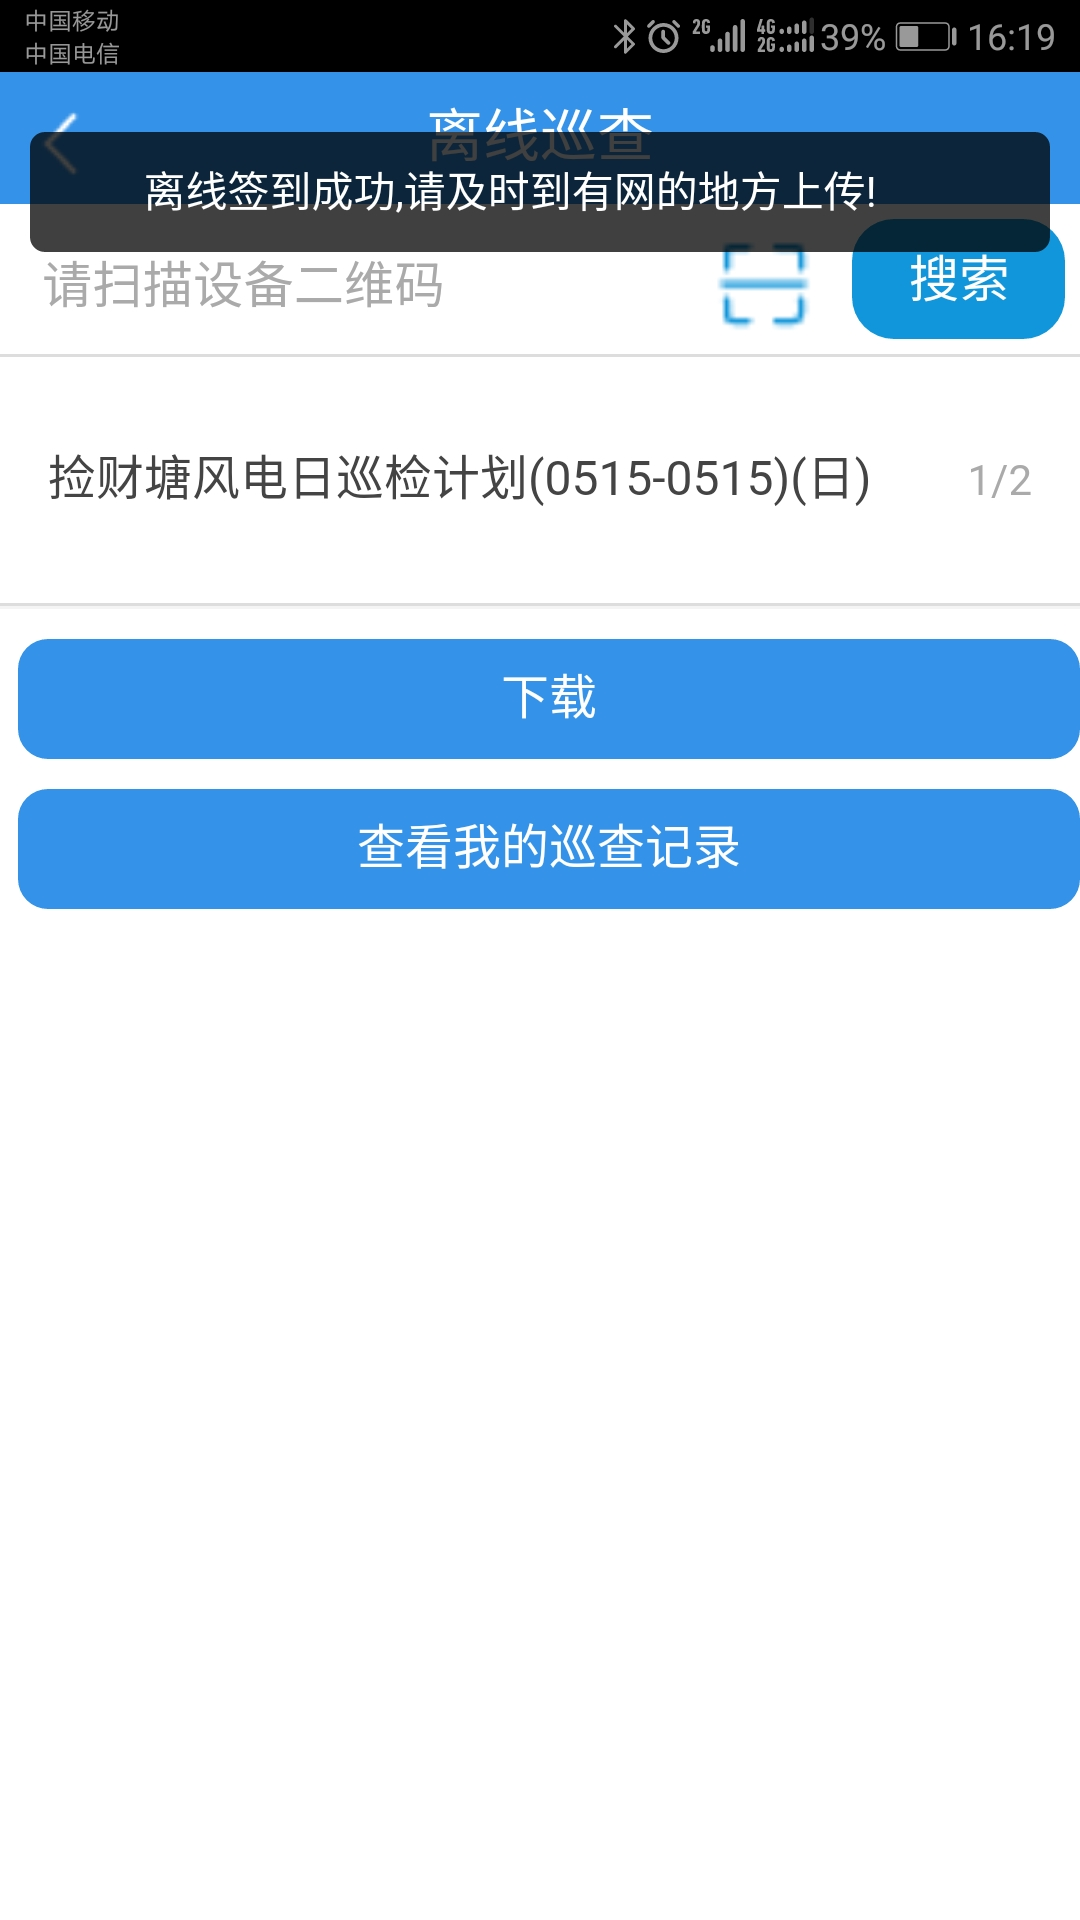 中国移动
中国电信
2G 4G 2G 39% 16:19
离线巡查
离线签到成功,请及时到有网的地方上传!
请扫描设备二维码
搜索
捡财塘风电日巡检计划(0515-0515)(日) 1/2
下载
查看我的巡查记录